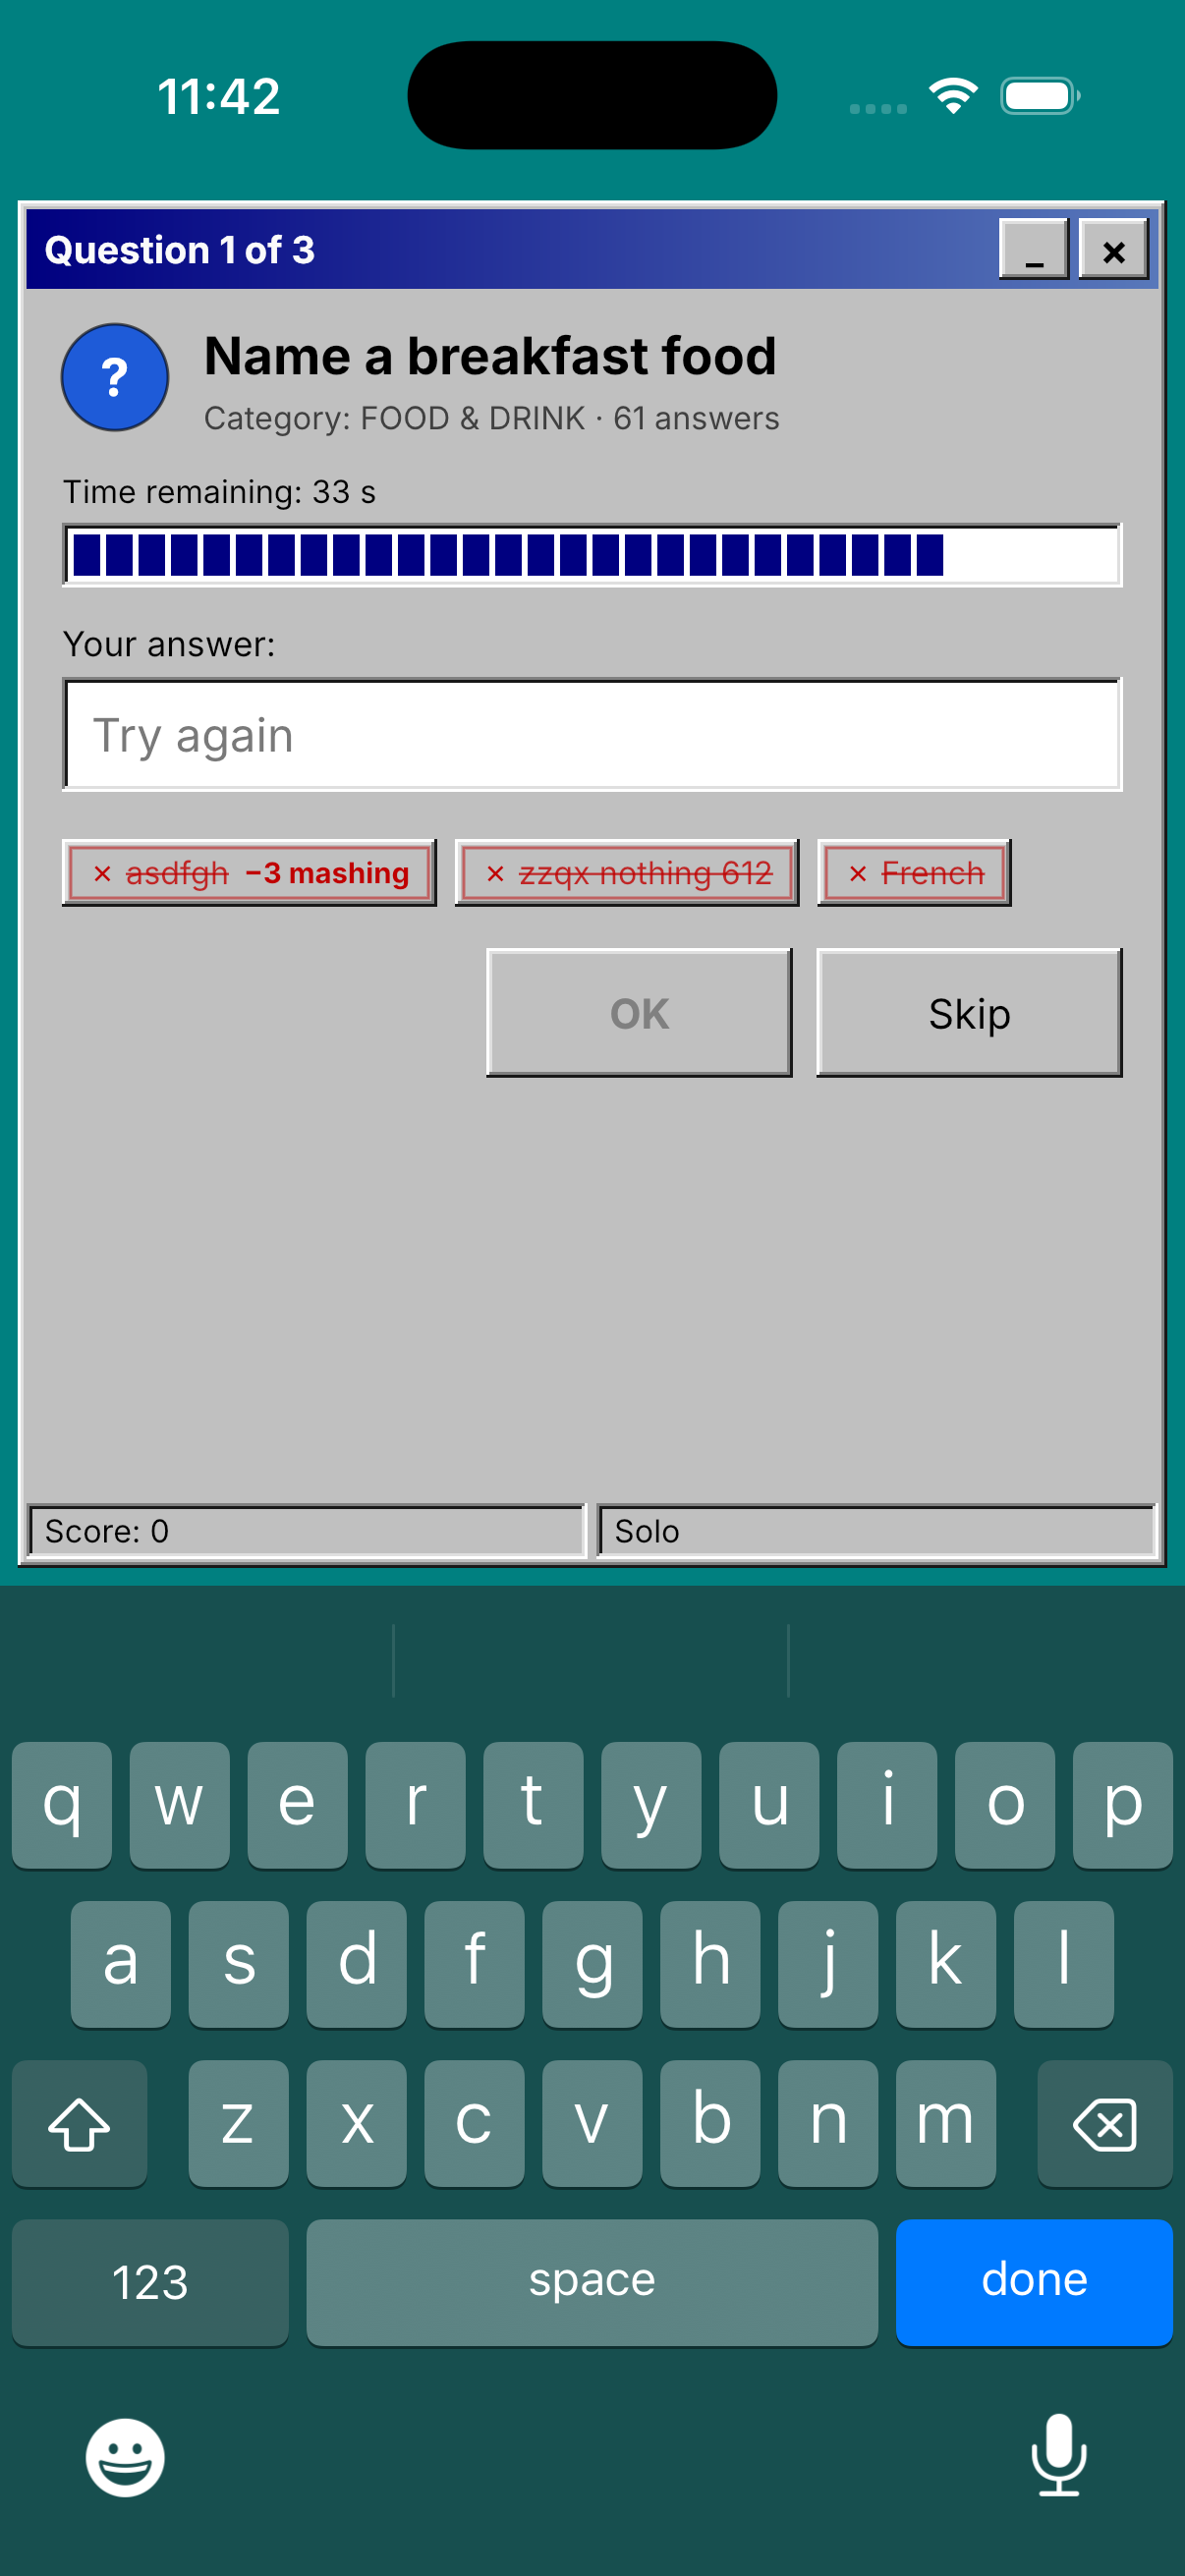 11:42
Question 1 of 3
_ ×
?
Name a breakfast food
Category: FOOD & DRINK · 61 answers
Time remaining: 33 s
Your answer:
Try again
× asdfgh −3 mashing × zzqx nothing 612 × French
OK Skip
Score: 0 Solo
q w e r t y u i o p
a s d f g h j k l
z x c v b n m
123 space done